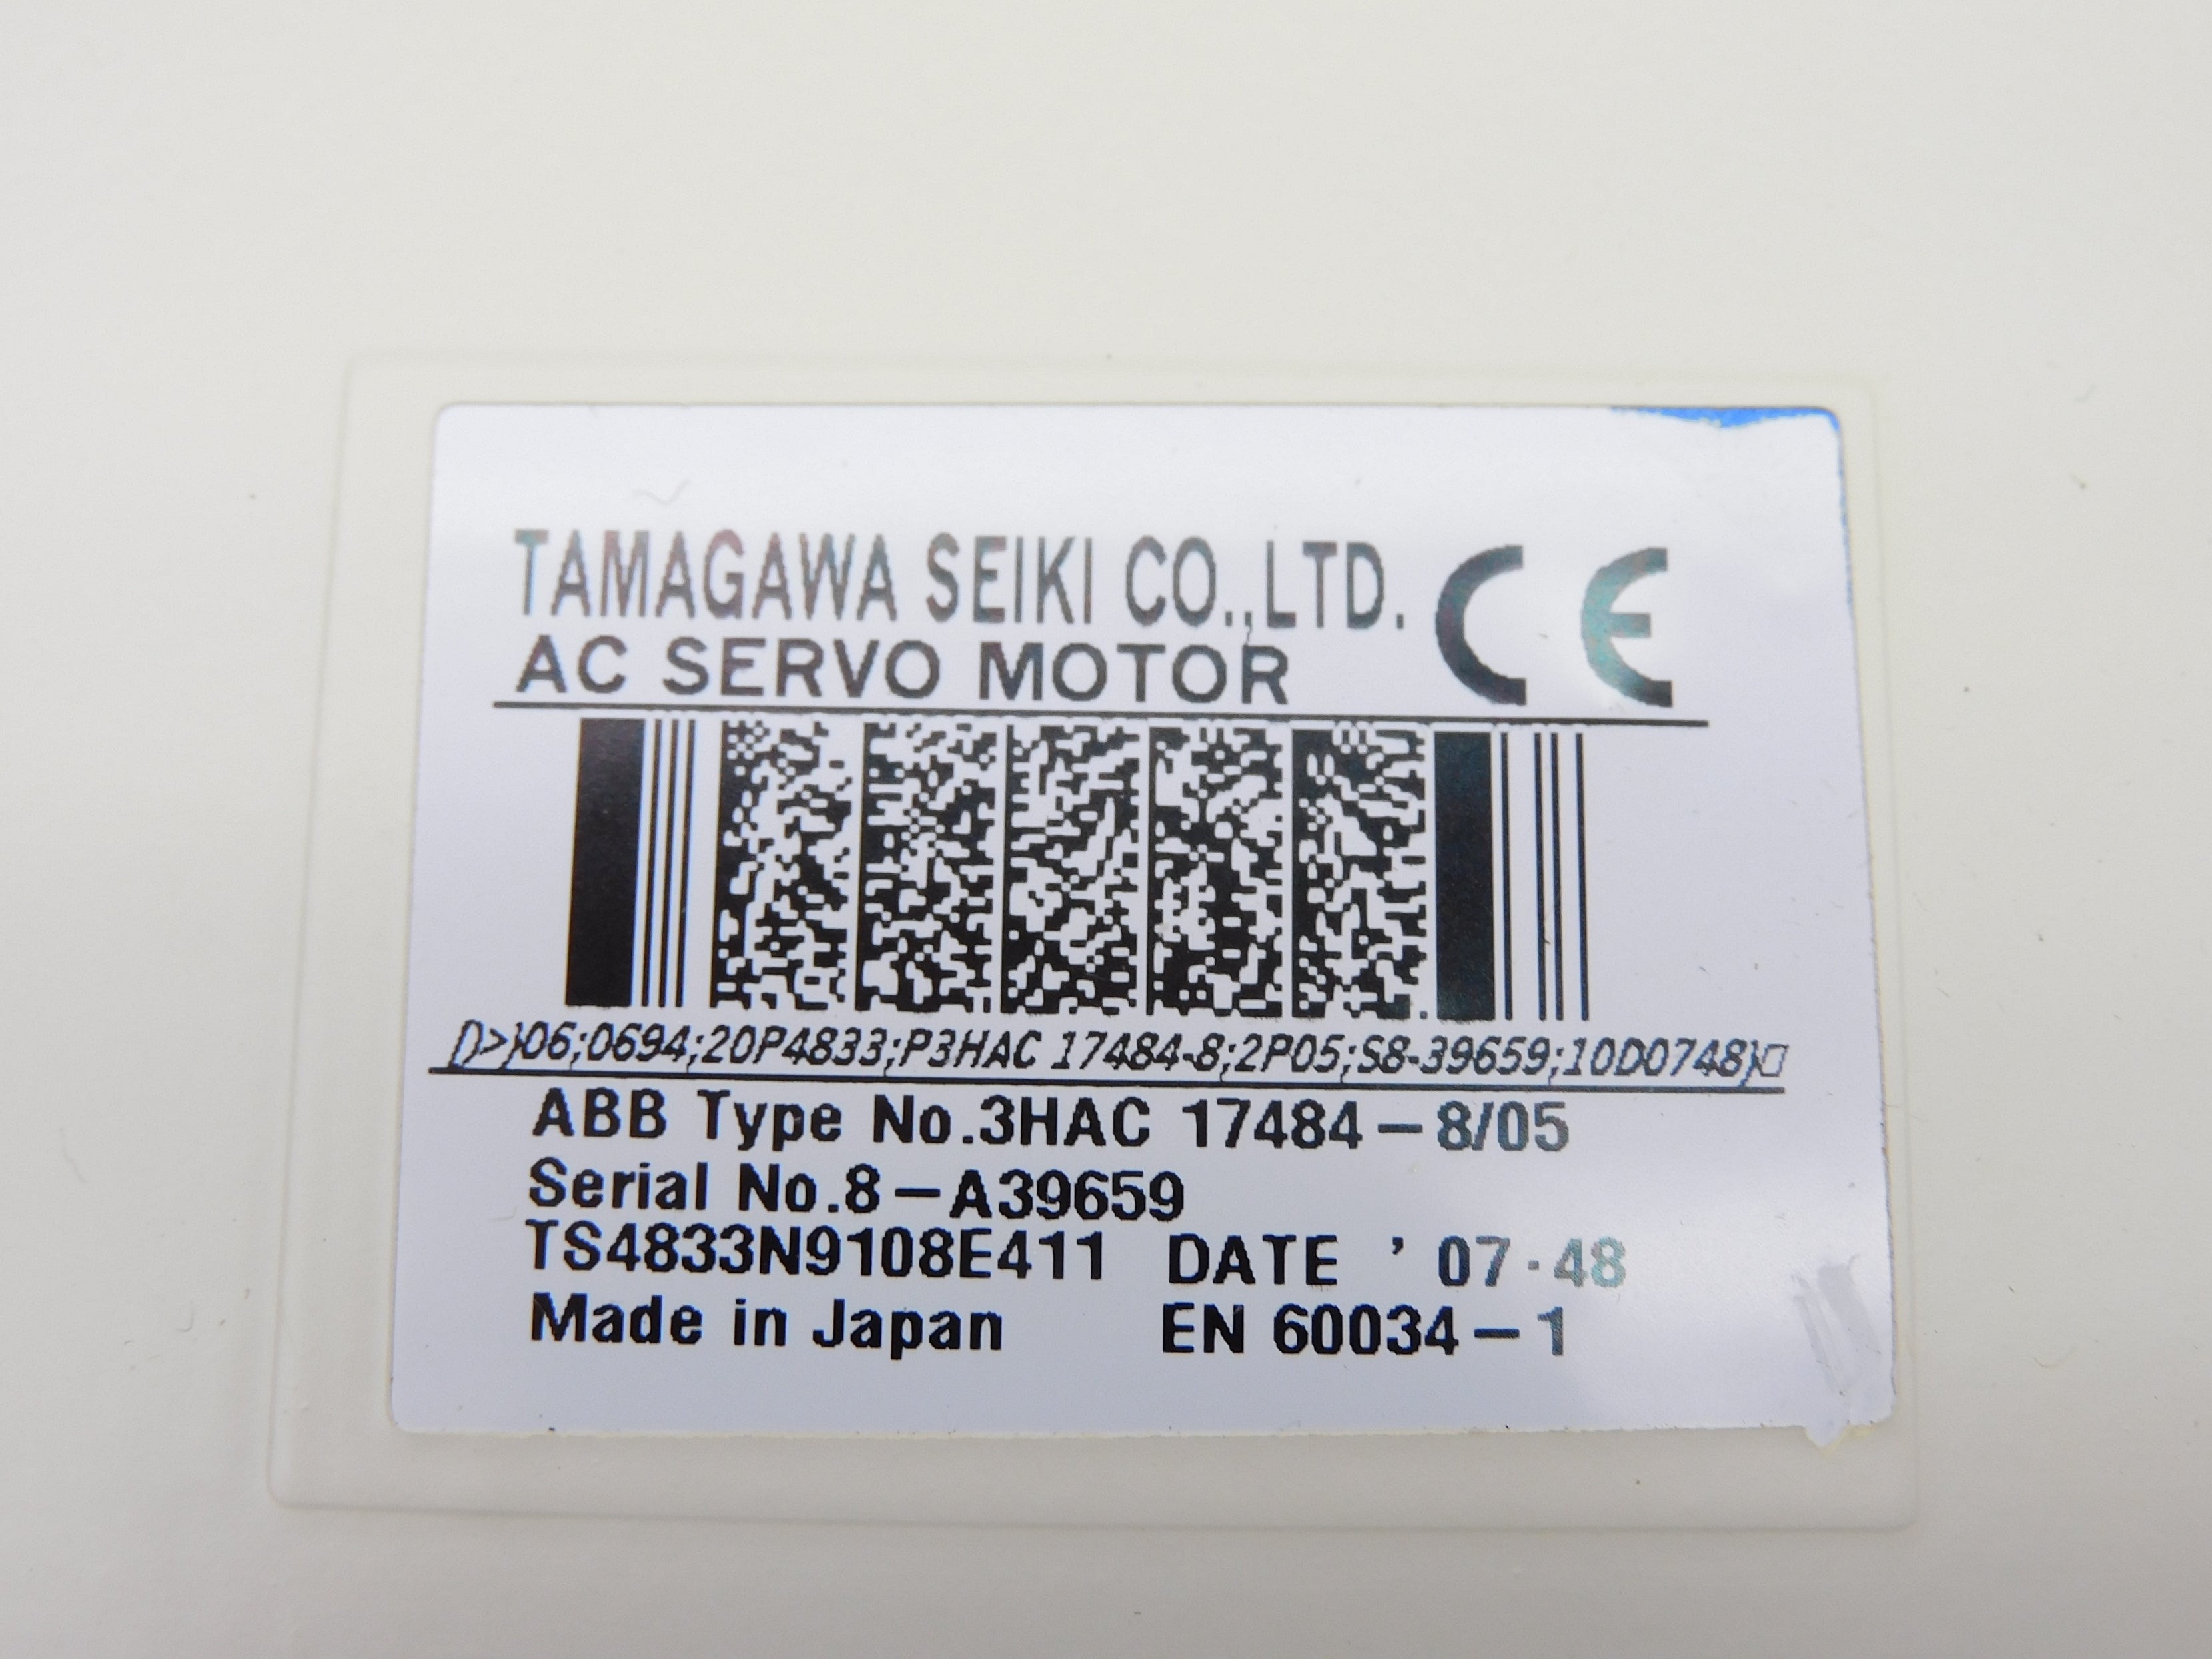 TAMAGAWA SEIKI CO.,LTD. CE
AC SERVO MOTOR
D>}06;0694;20P4833;P3HAC 17484-8;2P05;S8-39659;10D0748}□
ABB Type No.3HAC 17484-8/05
Serial No.8-A39659
TS4833N9108E411 DATE '07·48
Made in Japan EN 60034-1